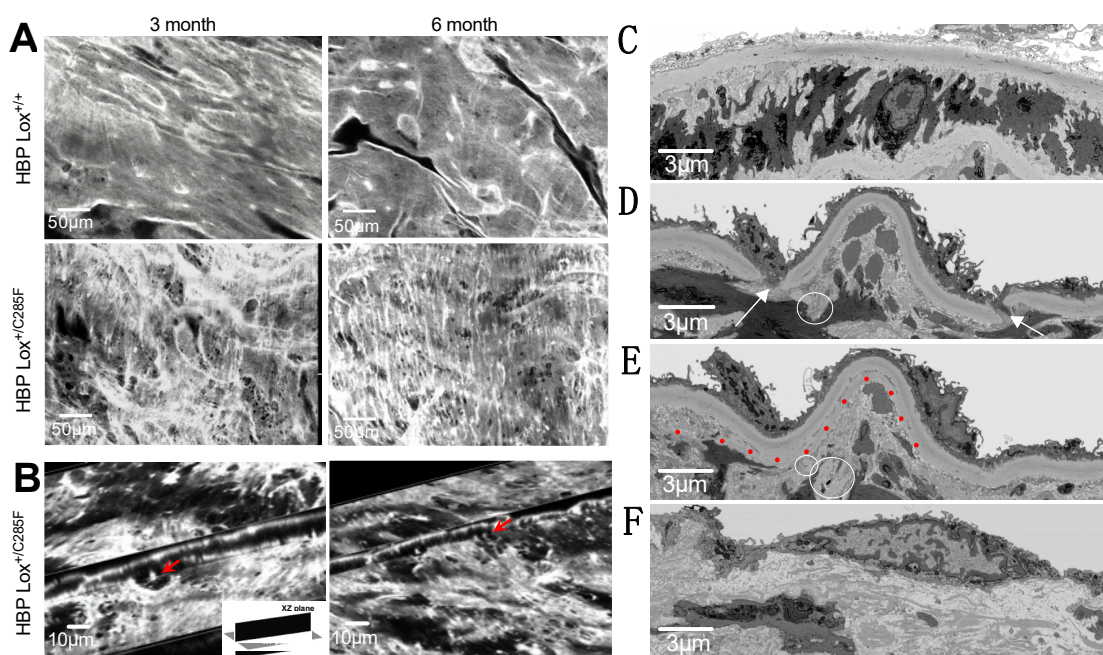 A
3 month
6 month
HBP Lox+/+
50µm
50µm
HBP Lox+/C285F
50µm
50µm
B
HBP Lox+/C285F
10µm
XZ plane
10µm
C
3µm
D
3µm
E
3µm
F
3µm